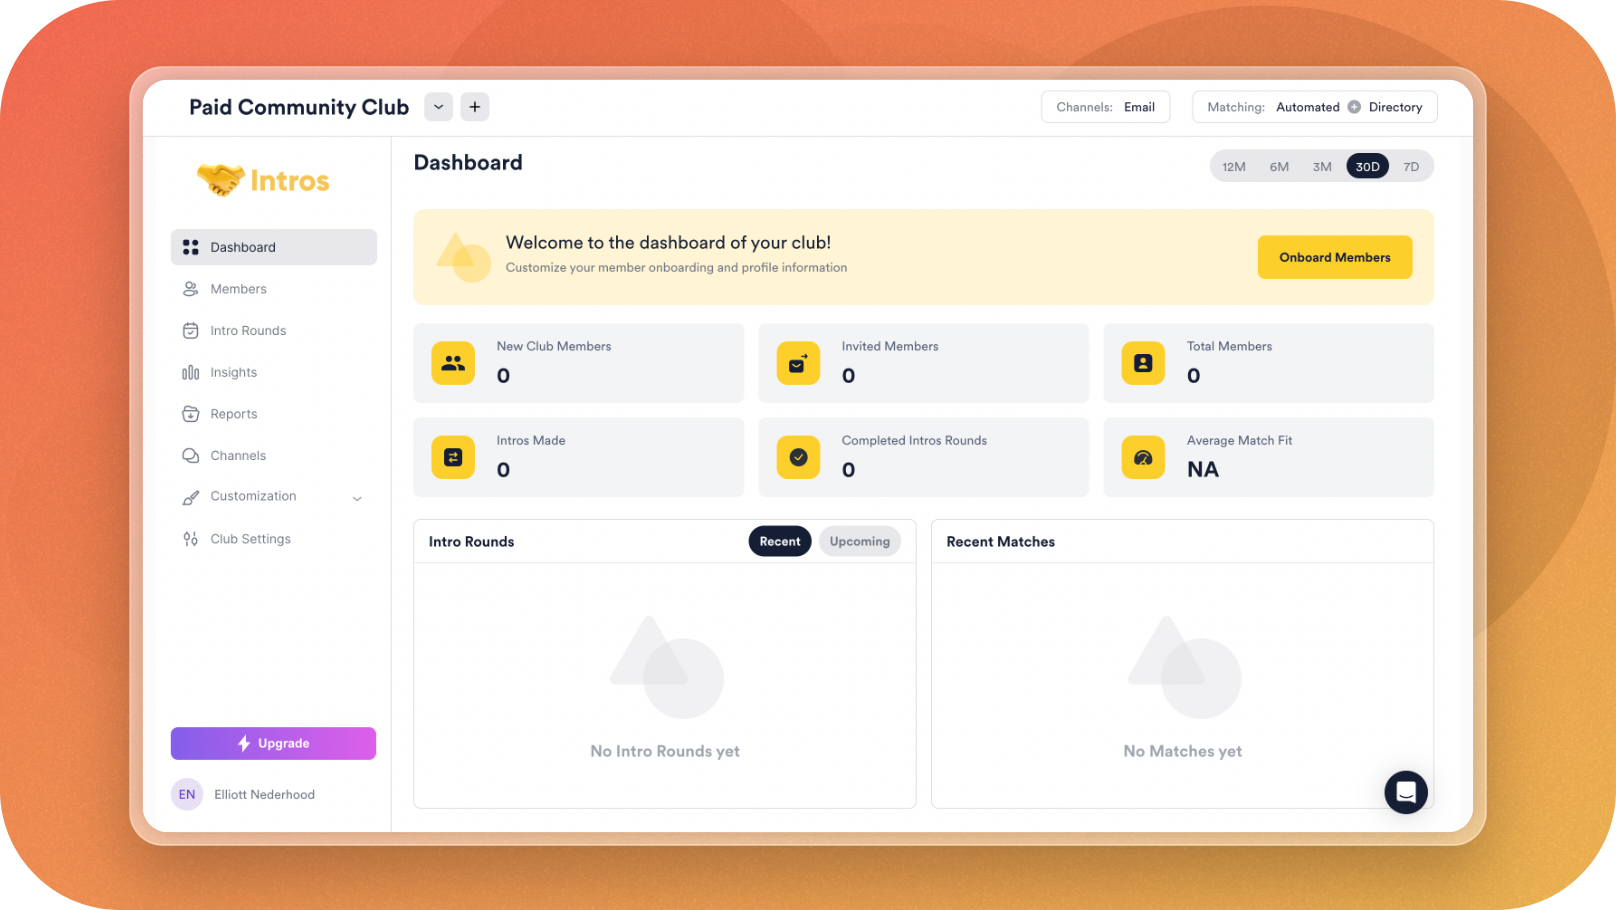 Paid Community Club
Channels: Email
Matching: Automated Directory
Intros
Dashboard
Members
Intro Rounds
Insights
Reports
Channels
Customization
Club Settings
Upgrade
EN Elliott Nederhood
Dashboard
12M 6M 3M 30D 7D
Welcome to the dashboard of your club!
Customize your member onboarding and profile information
Onboard Members
New Club Members
0
Invited Members
0
Total Members
0
Intros Made
0
Completed Intros Rounds
0
Average Match Fit
NA
Intro Rounds
Recent Upcoming
No Intro Rounds yet
Recent Matches
No Matches yet